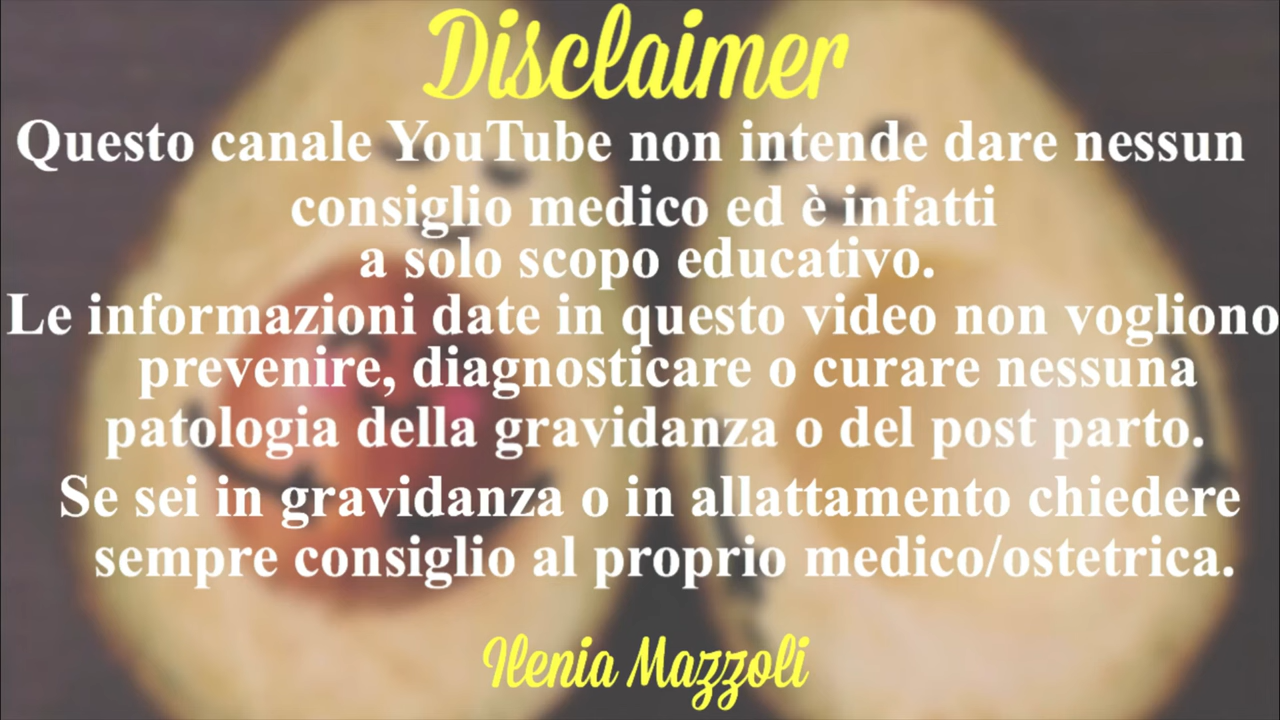 Disclaimer
Questo canale YouTube non intende dare nessun
consiglio medico ed è infatti
a solo scopo educativo.
Le informazioni date in questo video non vogliono
prevenire, diagnosticare o curare nessuna
patologia della gravidanza o del post parto.
Se sei in gravidanza o in allattamento chiedere
sempre consiglio al proprio medico/ostetrica.
Ilenia Mazzoli